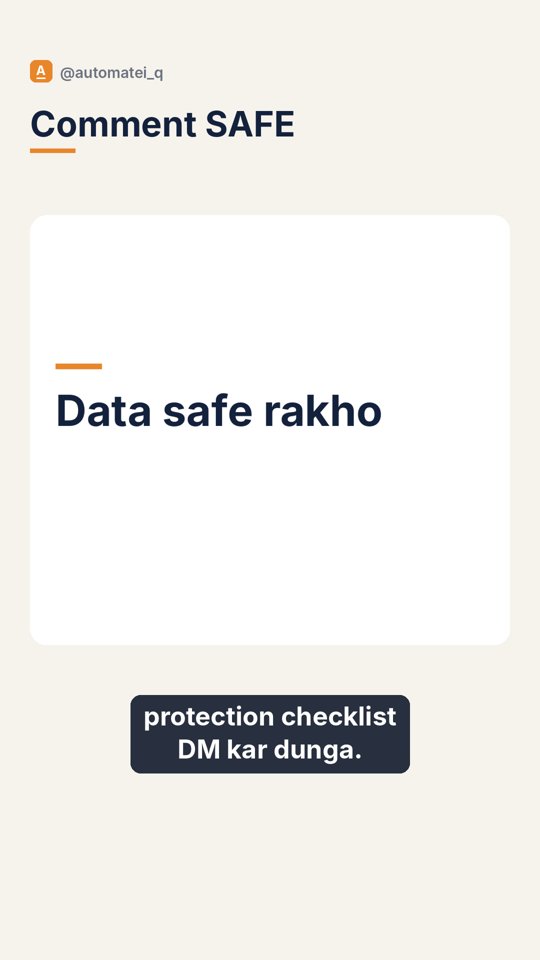 A @automatei_q
Comment SAFE
Data safe rakho
protection checklist
DM kar dunga.